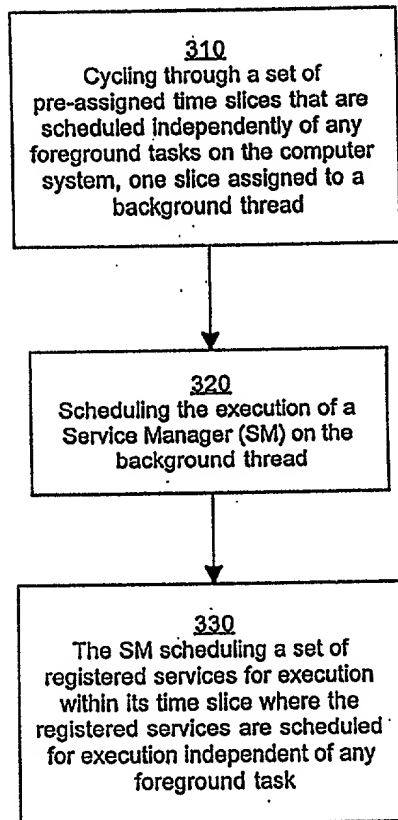 310
Cycling through a set of
pre-assigned time slices that are
scheduled independently of any
foreground tasks on the computer
system, one slice assigned to a
background thread
320
Scheduling the execution of a
Service Manager (SM) on the
background thread
330
The SM scheduling a set of
registered services for execution
within its time slice where the
registered services are scheduled
for execution independent of any
foreground task